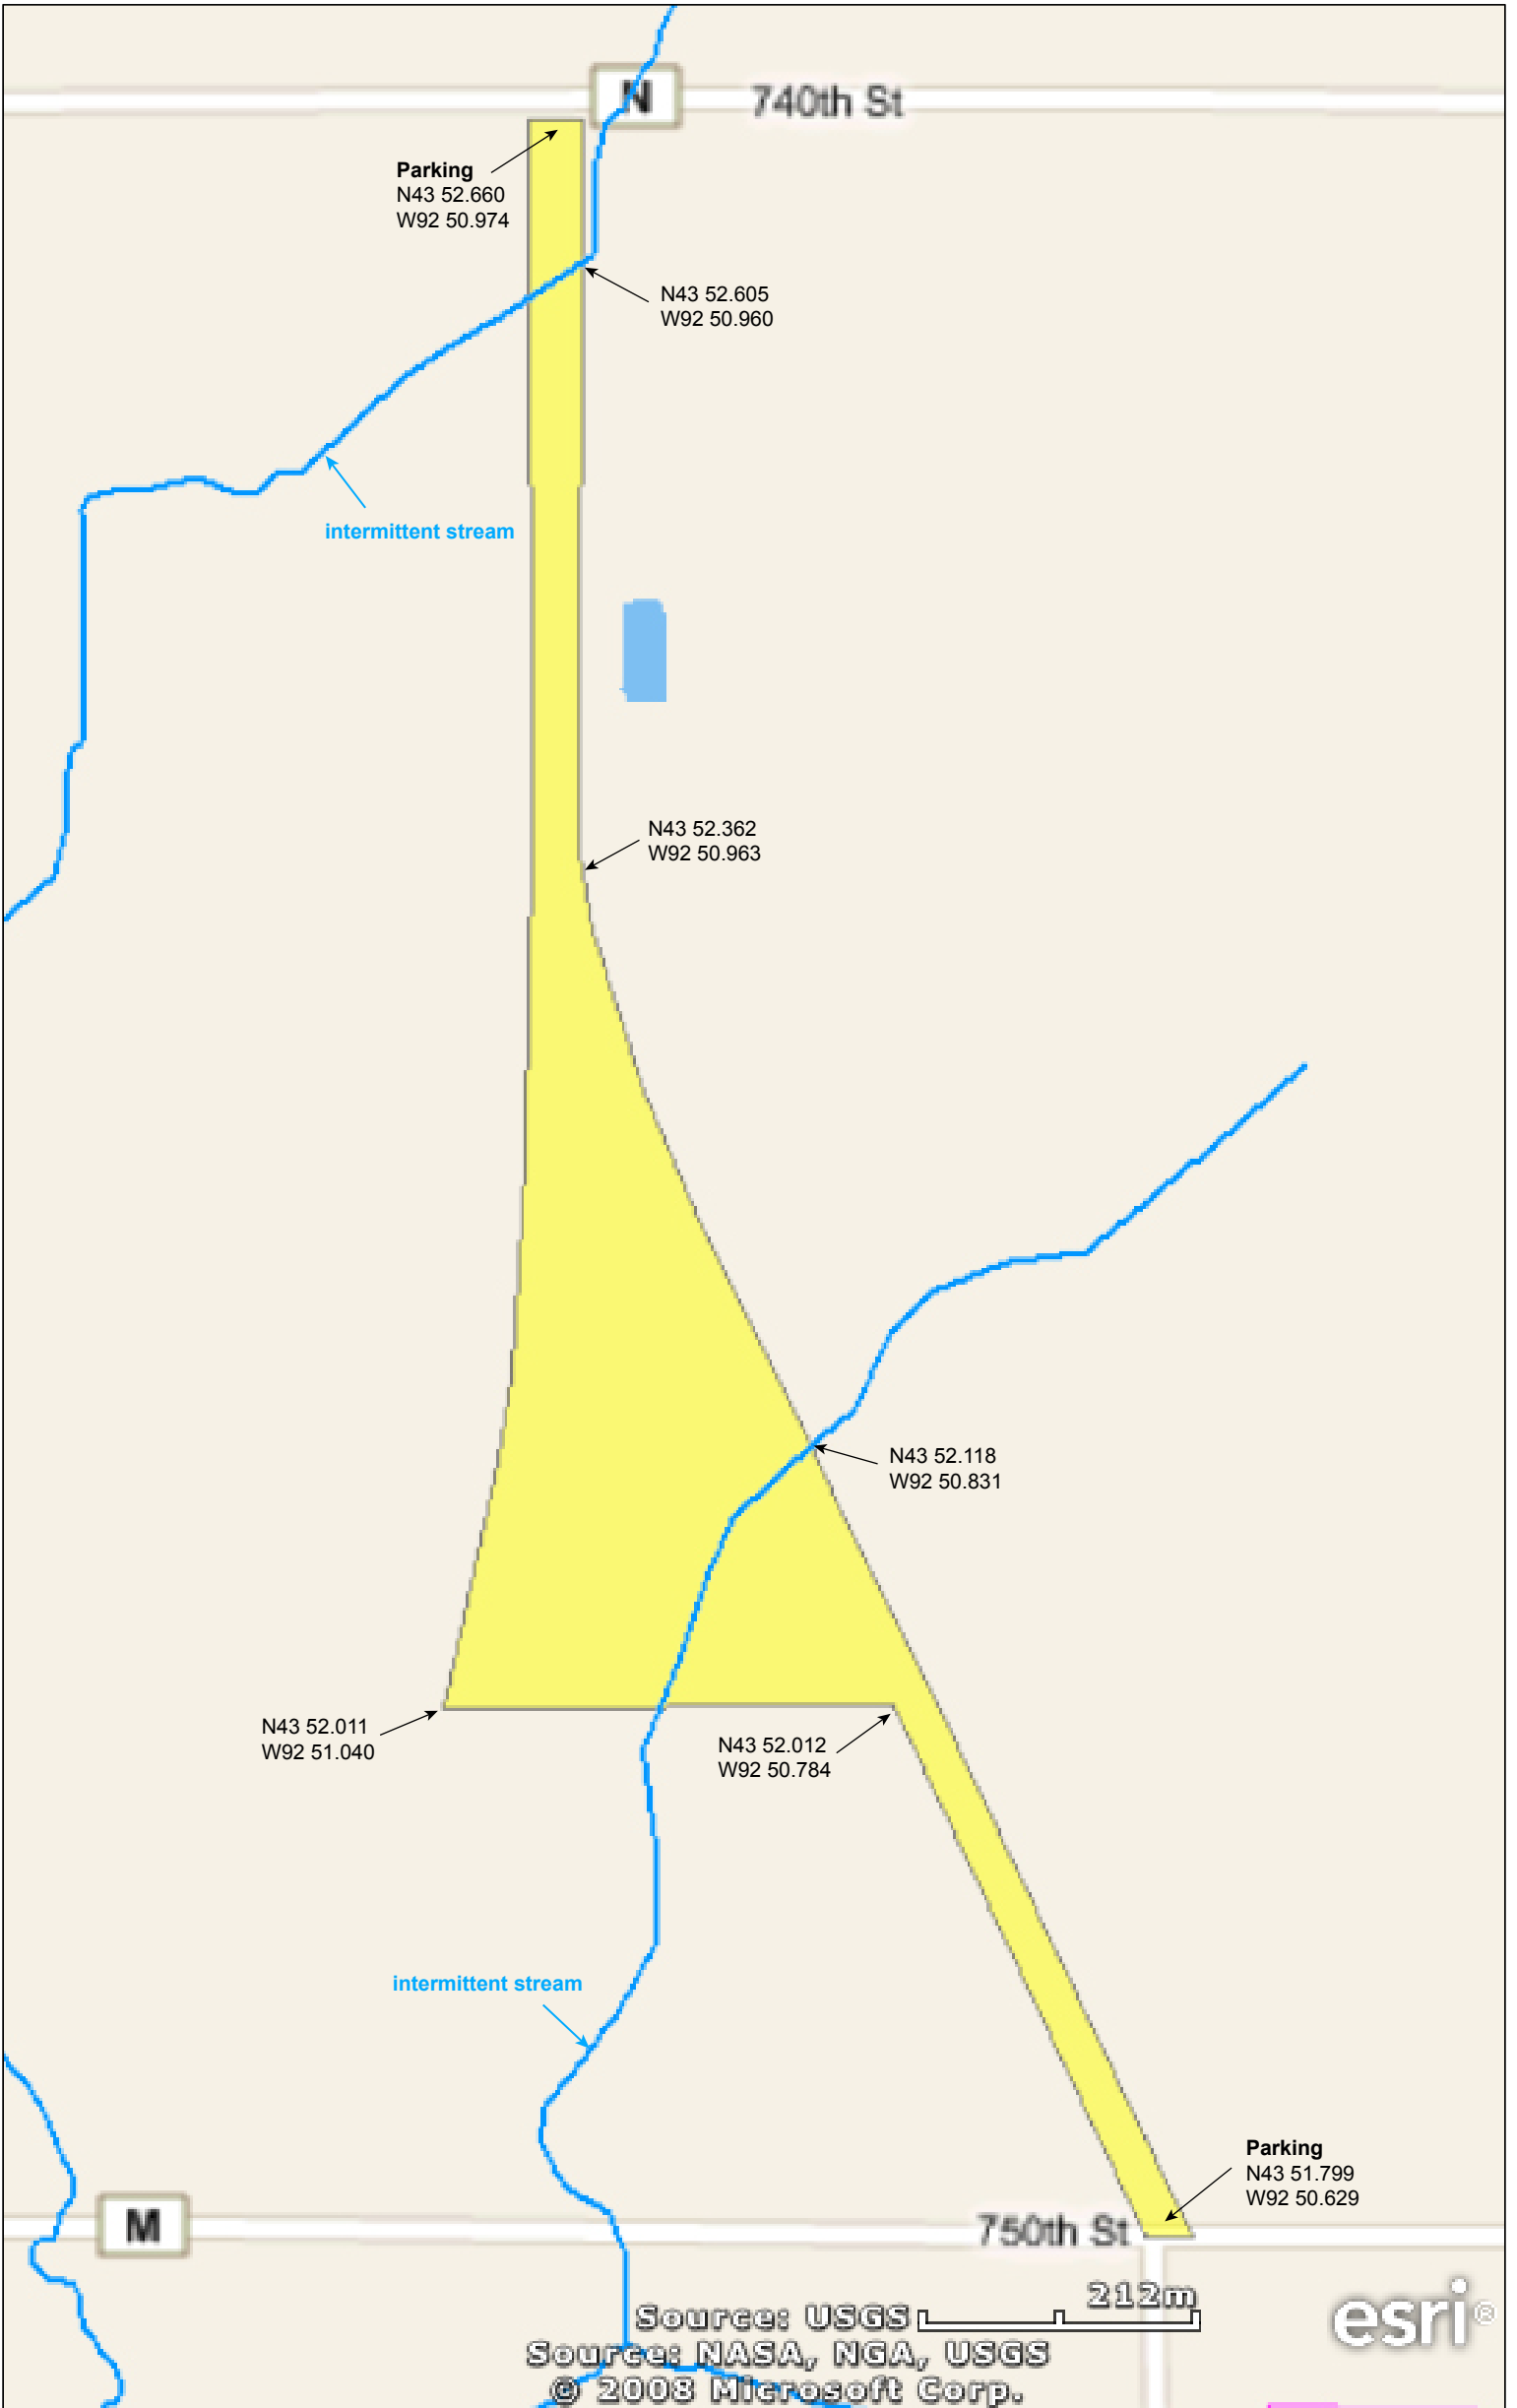 N
740th St
Parking
N43 52.660
W92 50.974
N43 52.605
W92 50.960
intermittent stream
N43 52.362
W92 50.963
N43 52.118
W92 50.831
N43 52.011
W92 51.040
N43 52.012
W92 50.784
intermittent stream
Parking
N43 51.799
W92 50.629
M
750th St
212m
Source: USGS
Source: NASA, NGA, USGS
© 2008 Microsoft Corp.
esri®